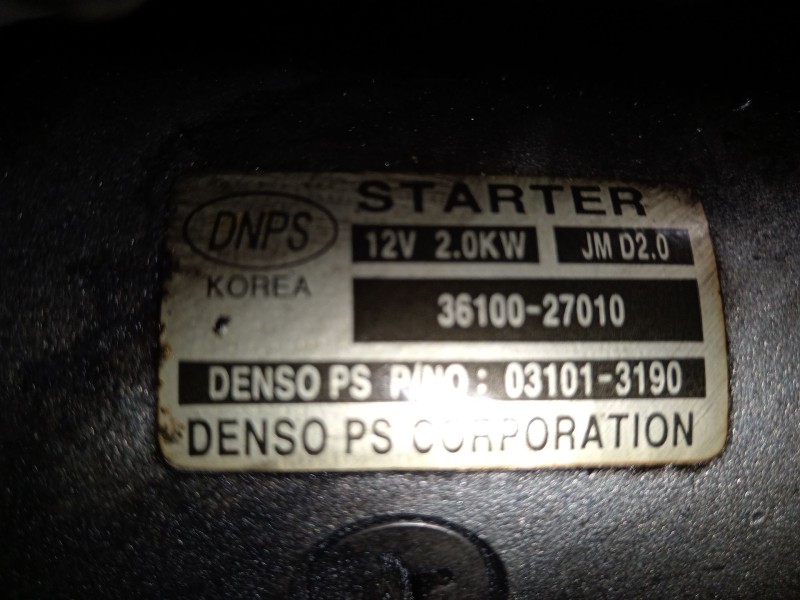 STARTER
DNPS
12V 2.0KW JM D2.0
KOREA
36100-27010
DENSO PS P/NO: 03101-3190
DENSO PS CORPORATION